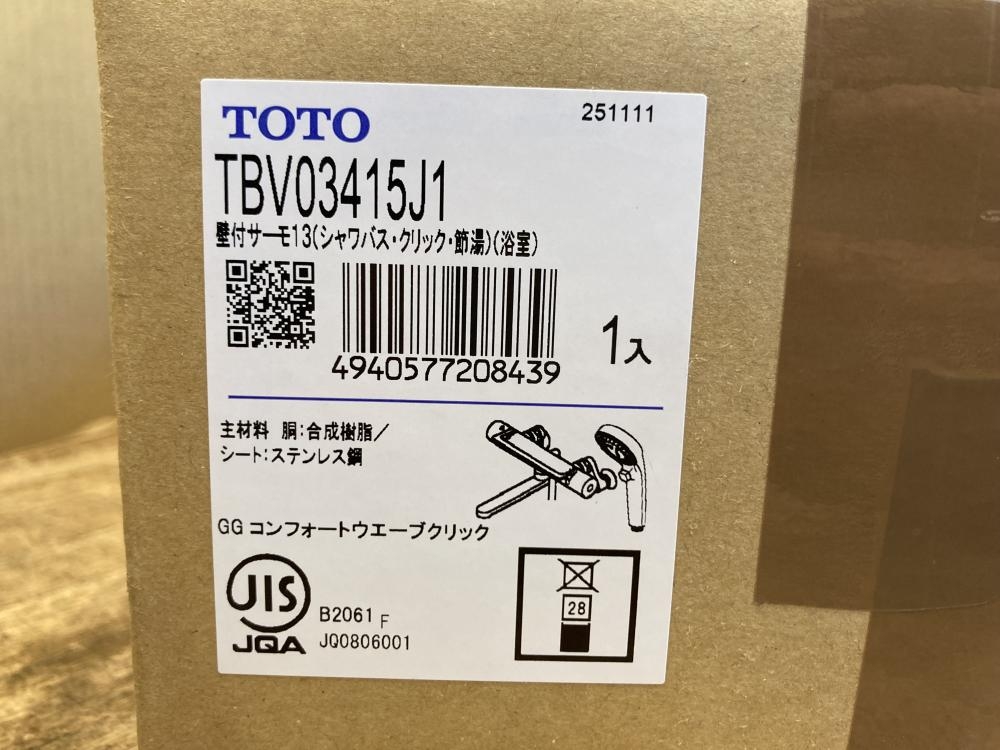 TOTO
251111
TBV03415J1
壁付サーモ13(シャワバス・クリック・節湯)(浴室)
4940577208439
1入
主材料 胴:合成樹脂/
シート:ステンレス鋼
GG コンフォートウエーブクリック
JIS
JQA
B2061 F
JQ0806001
28